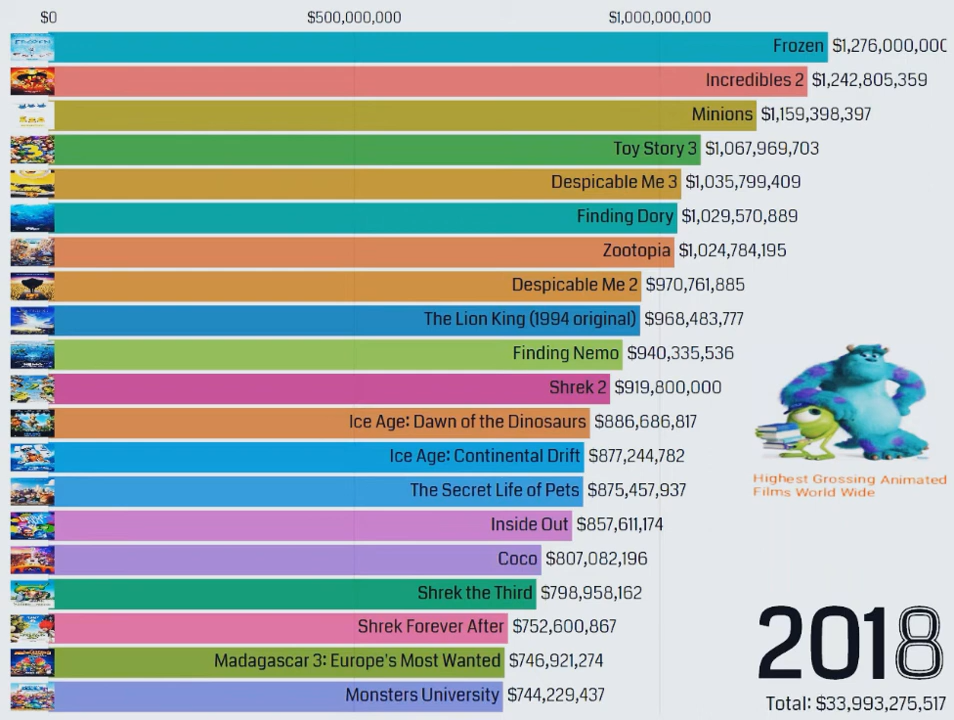 $0 $500,000,000 $1,000,000,000
Frozen $1,276,000,000
Incredibles 2 $1,242,805,359
Minions $1,159,398,397
Toy Story 3 $1,067,969,703
Despicable Me 3 $1,035,799,409
Finding Dory $1,029,570,889
Zootopia $1,024,784,195
Despicable Me 2 $970,761,885
The Lion King (1994 original) $968,483,777
Finding Nemo $940,335,536
Shrek 2 $919,800,000
Ice Age: Dawn of the Dinosaurs $886,686,817
Ice Age: Continental Drift $877,244,782
The Secret Life of Pets $875,457,937
Highest Grossing Animated
Films World Wide
Inside Out $857,611,174
Coco $807,082,196
Shrek the Third $798,958,162
Shrek Forever After $752,600,867
Madagascar 3: Europe's Most Wanted $746,921,274
Monsters University $744,229,437
2018
Total: $33,993,275,517